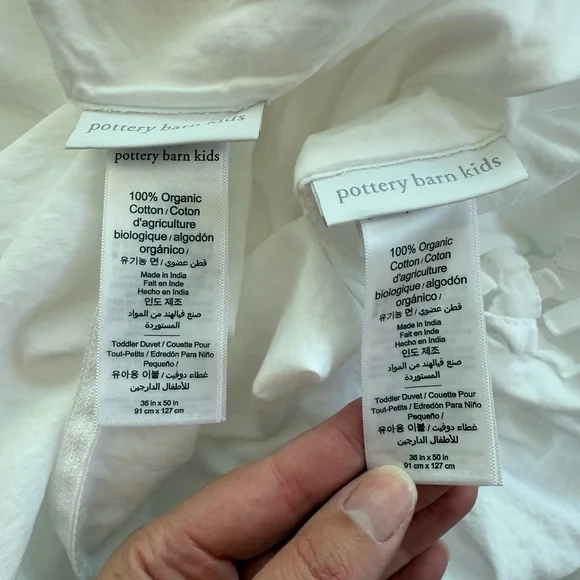 pottery barn kids
pottery barn kids
100% Organic
Cotton / Coton
d'agriculture
biologique / algodón
orgánico /
유기농 면 / قطن عضوي /
Made in India
Fait en Inde
Hecho en India
인도 제조
صنع فيالهند من المواد
المستوردة
Toddler Duvet / Couette Pour
Tout-Petits / Edredón Para Niño
Pequeño /
유아용 이불 / غطاء دوفيت
للأطفال الدارجين
36 in x 50 in
91 cm x 127 cm
pottery barn kids
100% Organic
Cotton / Coton
d'agriculture
biologique / algodón
orgánico /
유기농 면 / قطن عضوي /
Made in India
Fait en Inde
Hecho en India
인도 제조
صنع فيالهند من المواد
المستوردة
Toddler Duvet / Couette Pour
Tout-Petits / Edredón Para Niño
Pequeño /
유아용 이불 / غطاء دوفيت
للأطفال الدارجين
36 in x 50 in
91 cm x 127 cm